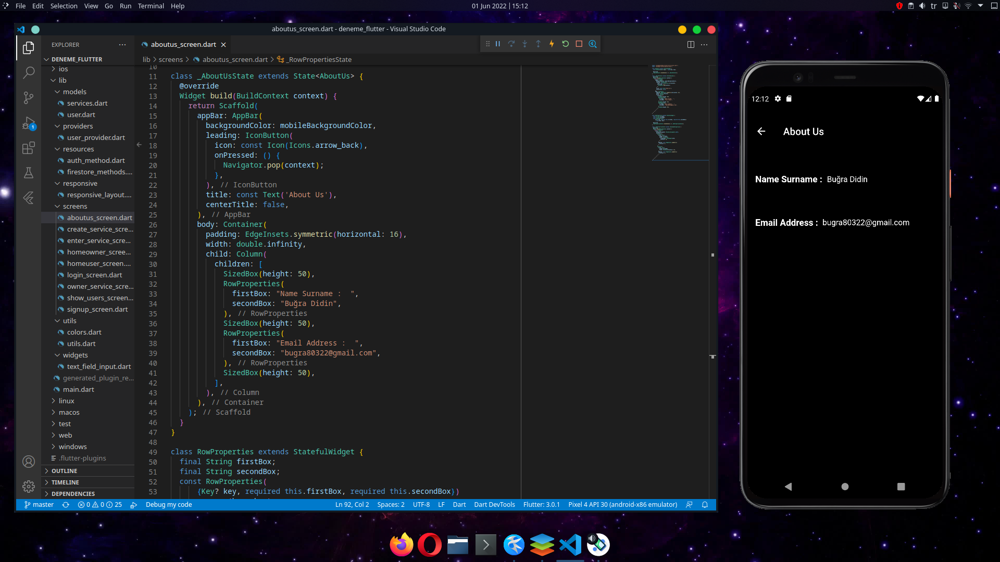 File Edit Selection View Go Run Terminal Help
01 Jun 2022 | 15:12
tr
aboutus_screen.dart - deneme_flutter - Visual Studio Code
EXPLORER
DENEME_FLUTTER
ios
lib
models
services.dart
user.dart
providers
user_provider.dart
resources
auth_method.dart
firestore_methods....
responsive
responsive_layout....
screens
aboutus_screen.dart
create_service_scre...
enter_service_scre...
homeowner_scree...
homeuser_screen....
login_screen.dart
owner_service_scre...
show_users_screen...
signup_screen.dart
utils
colors.dart
utils.dart
widgets
text_field_input.dart
generated_plugin_re...
main.dart
linux
macos
test
web
windows
.flutter-plugins
OUTLINE
TIMELINE
DEPENDENCIES
1
aboutus_screen.dart
lib > screens > aboutus_screen.dart > _RowPropertiesState
10
11 class _AboutUsState extends State<AboutUs> {
12 @override
13 Widget build(BuildContext context) {
14 return Scaffold(
15 appBar: AppBar(
16 backgroundColor: mobileBackgroundColor,
17 leading: IconButton(
18 icon: const Icon(Icons.arrow_back),
19 onPressed: () {
20 Navigator.pop(context);
21 },
22 ), // IconButton
23 title: const Text('About Us'),
24 centerTitle: false,
25 ), // AppBar
26 body: Container(
27 padding: EdgeInsets.symmetric(horizontal: 16),
28 width: double.infinity,
29 child: Column(
30 children: [
31 SizedBox(height: 50),
32 RowProperties(
33 firstBox: "Name Surname :  ",
34 secondBox: "Buğra Didin",
35 ), // RowProperties
36 SizedBox(height: 50),
37 RowProperties(
38 firstBox: "Email Address :  ",
39 secondBox: "bugra80322@gmail.com",
40 ), // RowProperties
41 SizedBox(height: 50),
42 ],
43 ), // Column
44 ), // Container
45 ); // Scaffold
46 }
47 }
48
49 class RowProperties extends StatefulWidget {
50 final String firstBox;
51 final String secondBox;
52 const RowProperties(
53 {Key? key, required this.firstBox, required this.secondBox})
master 0 0 25 Debug my code Ln 92, Col 2 Spaces: 2 UTF-8 LF Dart Dart DevTools Flutter: 3.0.1 Pixel 4 API 30 (android-x86 emulator)
12:12
About Us
Name Surname : Buğra Didin
Email Address : bugra80322@gmail.com